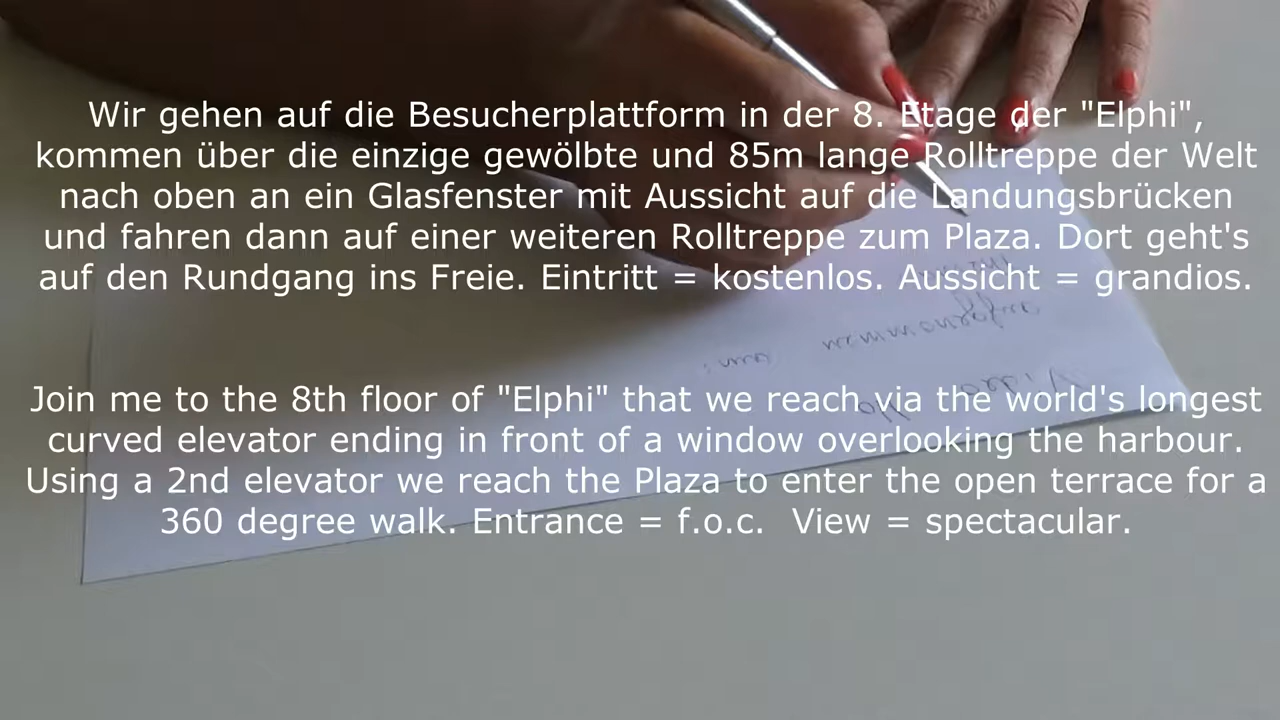 Wir gehen auf die Besucherplattform in der 8. Etage der "Elphi",
kommen über die einzige gewölbte und 85m lange Rolltreppe der Welt
nach oben an ein Glasfenster mit Aussicht auf die Landungsbrücken
und fahren dann auf einer weiteren Rolltreppe zum Plaza. Dort geht's
auf den Rundgang ins Freie. Eintritt = kostenlos. Aussicht = grandios.
Join me to the 8th floor of "Elphi" that we reach via the world's longest
curved elevator ending in front of a window overlooking the harbour.
Using a 2nd elevator we reach the Plaza to enter the open terrace for a
360 degree walk. Entrance = f.o.c.  View = spectacular.